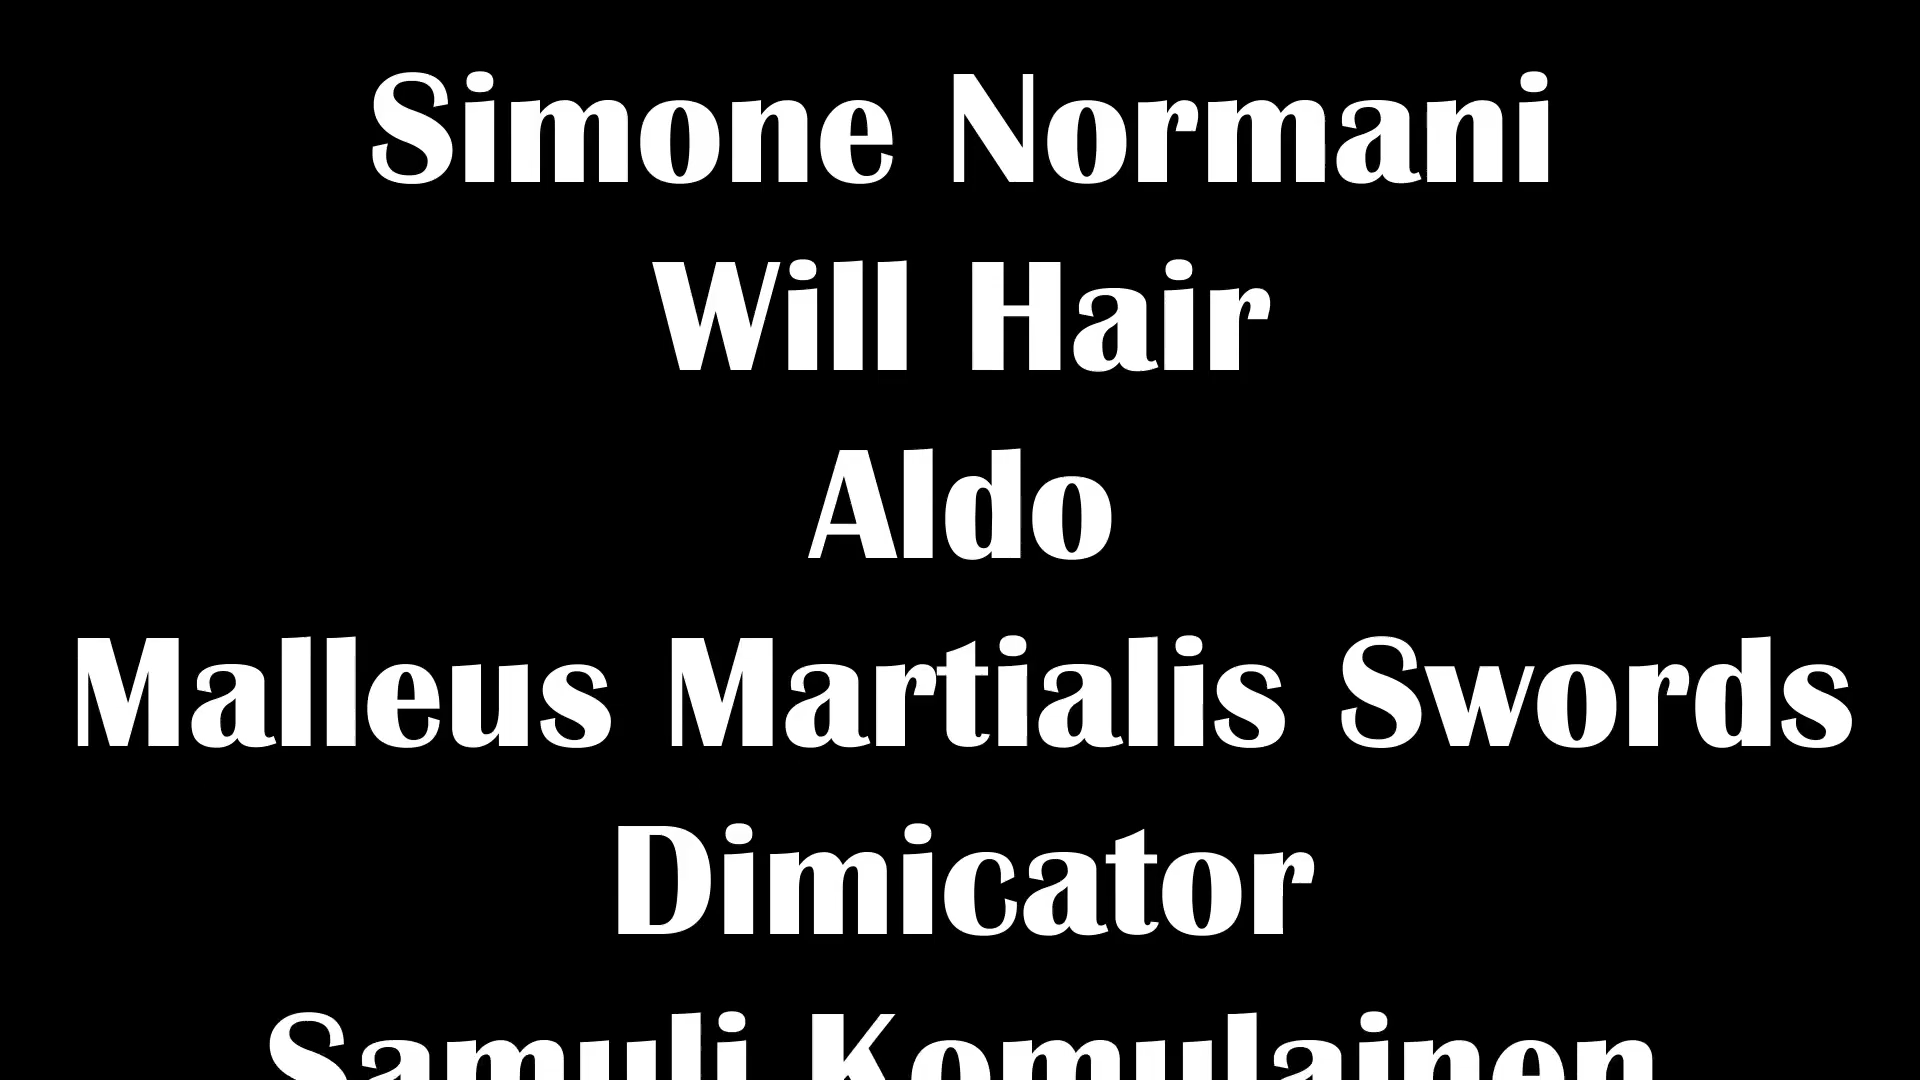 Simone Normani
Will Hair
Aldo
Malleus Martialis Swords
Dimicator
Samuli Komulainen